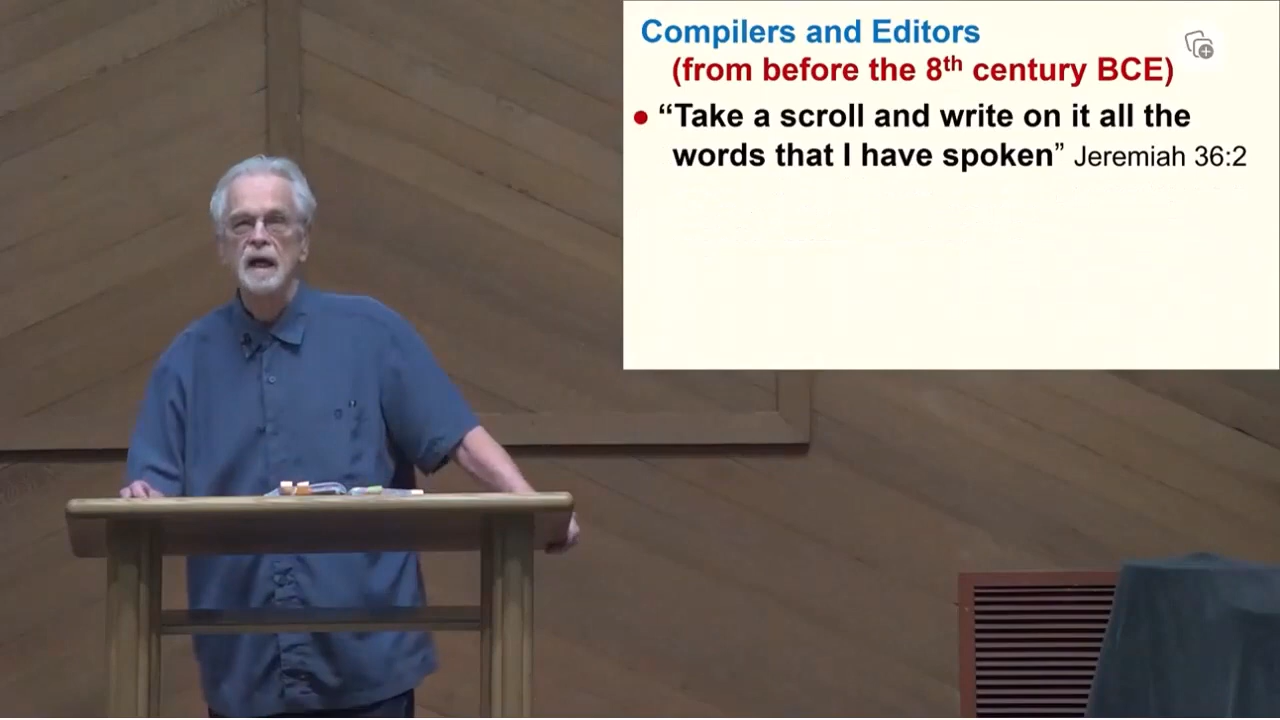 Compilers and Editors
(from before the 8th century BCE)
● “Take a scroll and write on it all the
words that I have spoken” Jeremiah 36:2